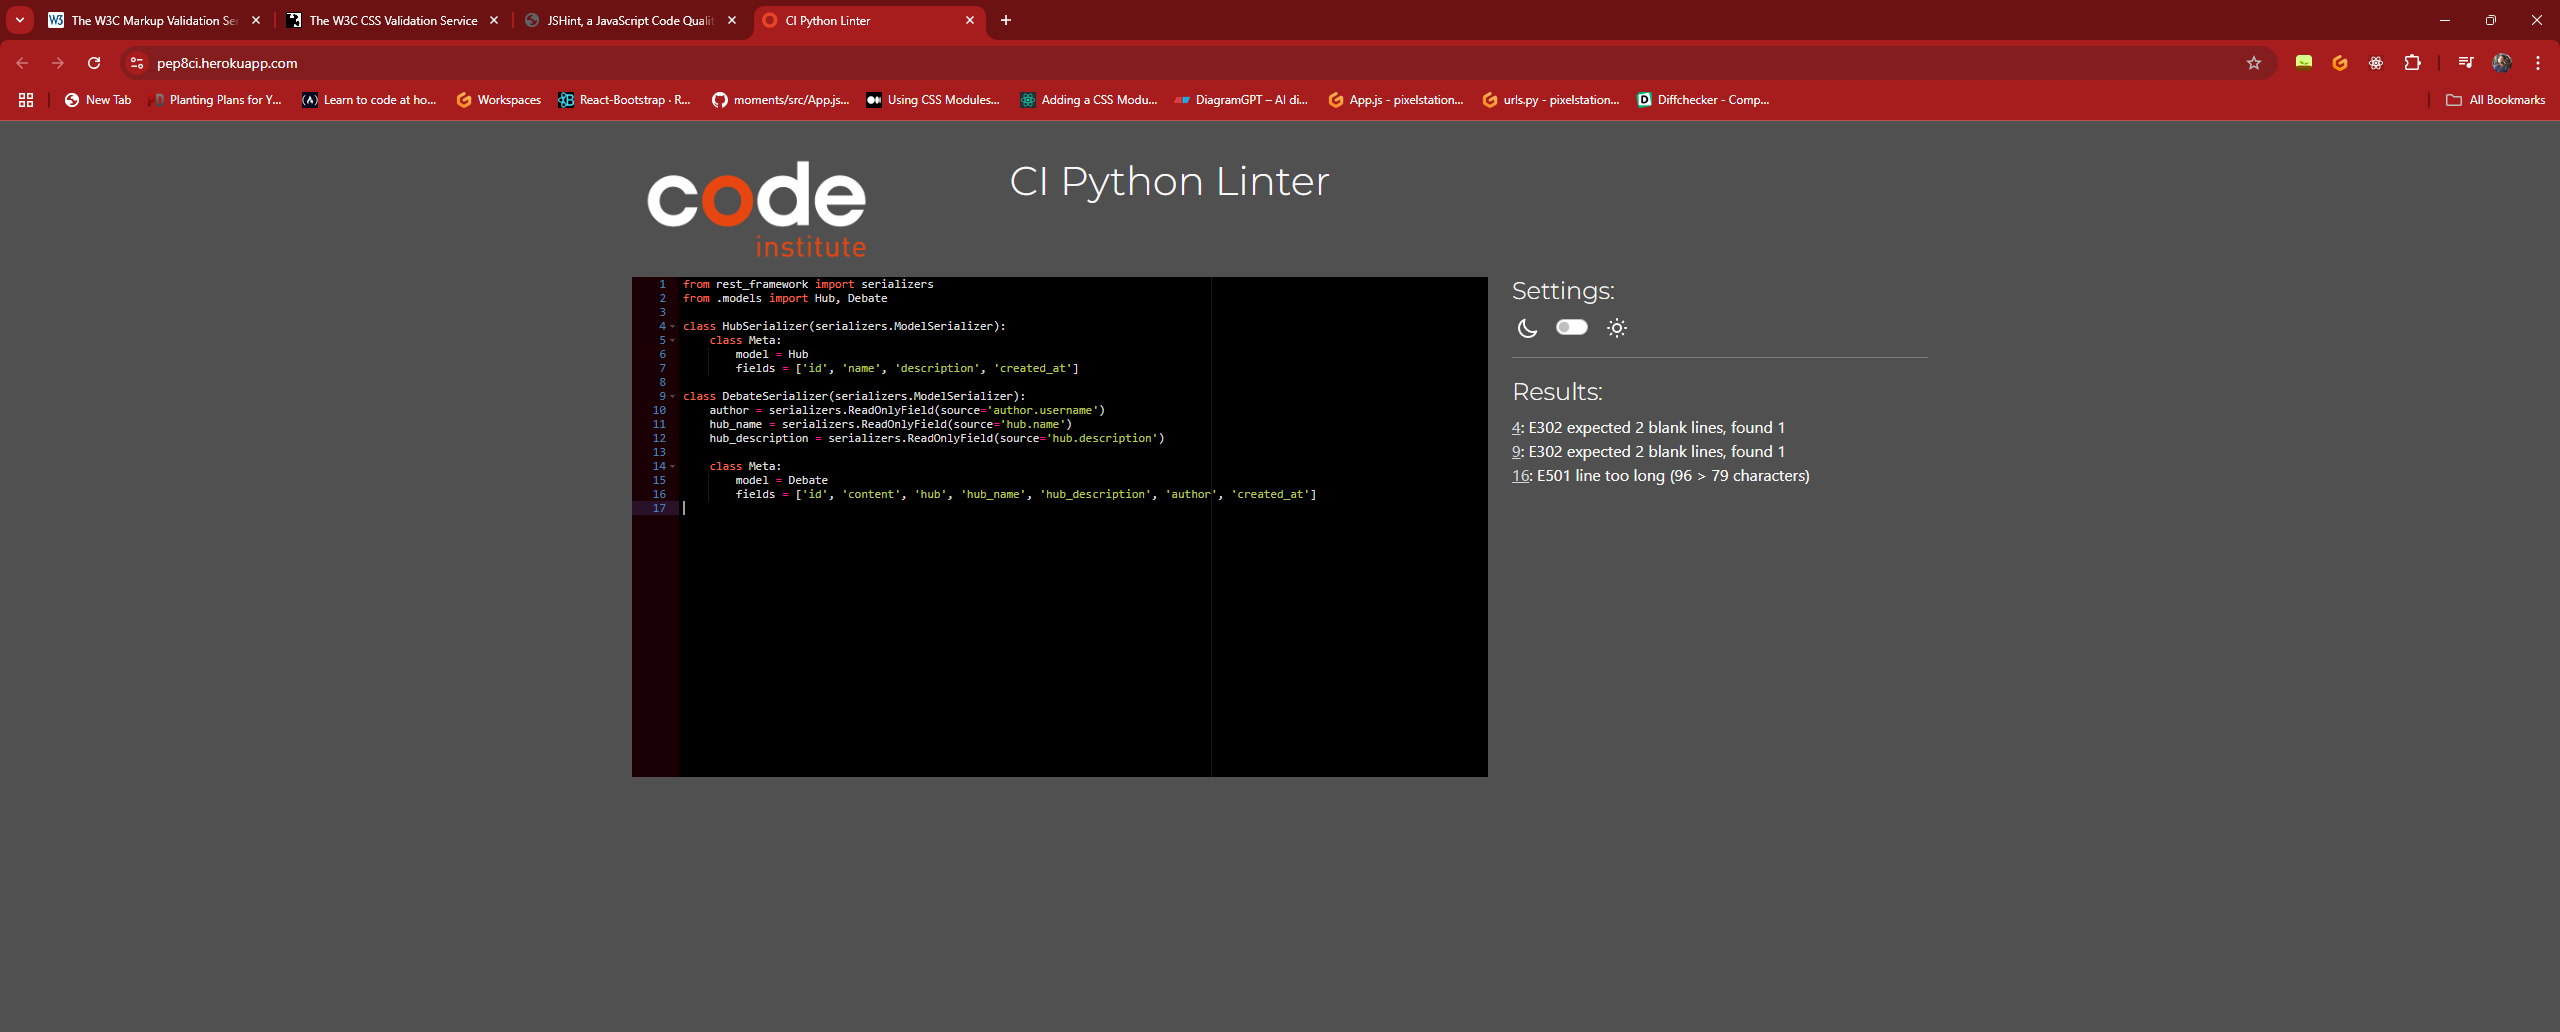 The W3C Markup Validation Se
The W3C CSS Validation Service
JSHint, a JavaScript Code Qualit
CI Python Linter
pep8ci.herokuapp.com
New Tab
Planting Plans for Y...
Learn to code at ho...
Workspaces
React-Bootstrap · R...
moments/src/App.js...
Using CSS Modules...
Adding a CSS Modu...
DiagramGPT – AI di...
App.js - pixelstation...
urls.py - pixelstation...
Diffchecker - Comp...
All Bookmarks
code
institute
CI Python Linter
1 from rest_framework import serializers
2 from .models import Hub, Debate
3
4 class HubSerializer(serializers.ModelSerializer):
5     class Meta:
6         model = Hub
7         fields = ['id', 'name', 'description', 'created_at']
8
9 class DebateSerializer(serializers.ModelSerializer):
10     author = serializers.ReadOnlyField(source='author.username')
11     hub_name = serializers.ReadOnlyField(source='hub.name')
12     hub_description = serializers.ReadOnlyField(source='hub.description')
13
14     class Meta:
15         model = Debate
16         fields = ['id', 'content', 'hub', 'hub_name', 'hub_description', 'author', 'created_at']
17
Settings:
Results:
4: E302 expected 2 blank lines, found 1
9: E302 expected 2 blank lines, found 1
16: E501 line too long (96 > 79 characters)